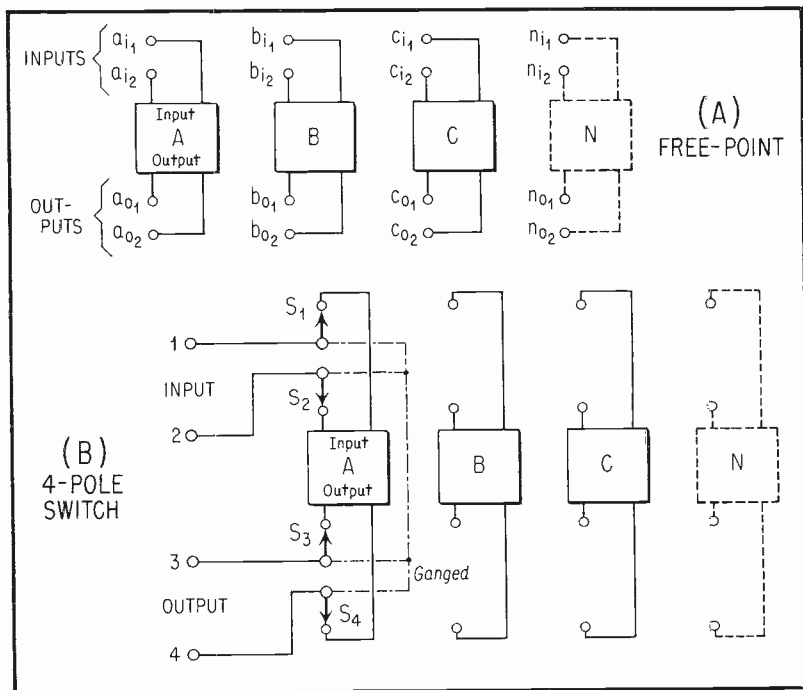 INPUTS
ai1
ai2
bi1
bi2
ci1
ci2
ni1
ni2
Input
A
Output
B
C
N
(A)
FREE-POINT
OUT-
PUTS
ao1
ao2
bo1
bo2
co1
co2
no1
no2
S1
1
INPUT
S2
2
(B)
4-POLE
SWITCH
Input
A
Output
B
C
N
S3
3
Ganged
OUTPUT
S4
4